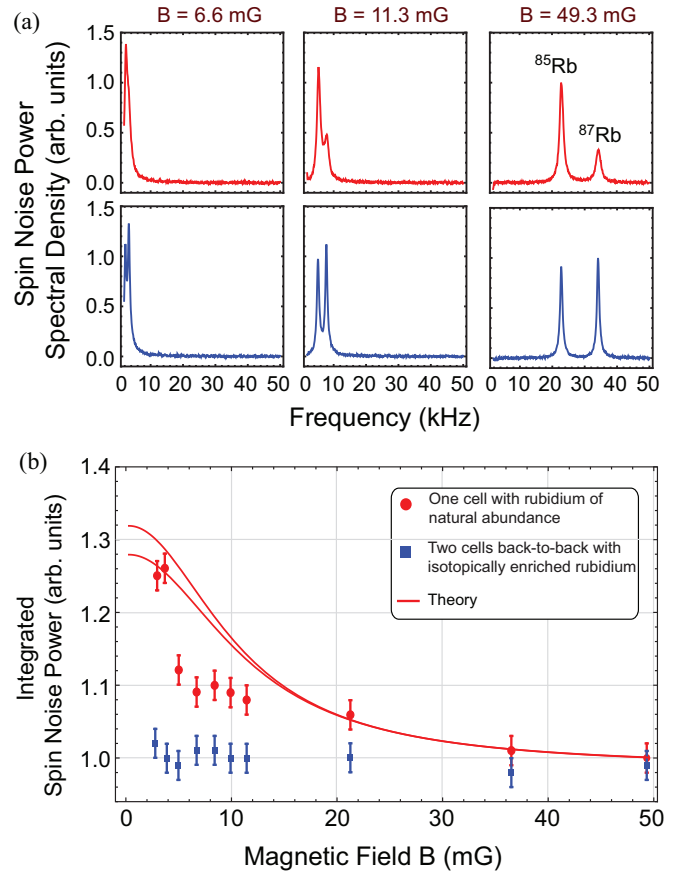 (a)
B = 6.6 mG
B = 11.3 mG
B = 49.3 mG
Spin Noise Power
Spectral Density (arb. units)
1.5
1.0
0.5
0.0
⁸⁵Rb
⁸⁷Rb
1.5
1.0
0.5
0.0
0 10 20 30 40 50
0 10 20 30 40 50
0 10 20 30 40 50
Frequency (kHz)
(b)
Integrated
Spin Noise Power (arb. units)
1.4
1.3
1.2
1.1
1.0
One cell with rubidium of
natural abundance
Two cells back-to-back with
isotopically enriched rubidium
Theory
0 10 20 30 40 50
Magnetic Field B (mG)